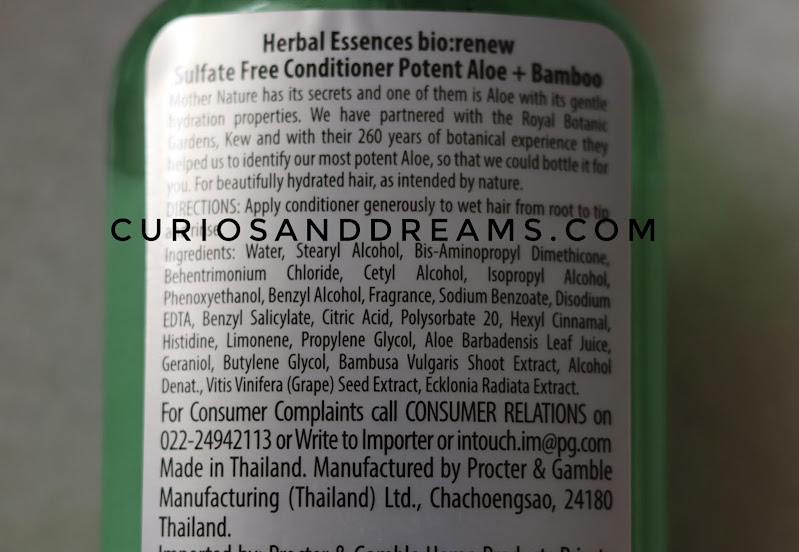 Herbal Essences bio:renew
Sulfate Free Conditioner Potent Aloe + Bamboo
Mother Nature has its secrets and one of them is Aloe with its gentle
hydration properties. We have partnered with the Royal Botanic
Gardens, Kew and with their 260 years of botanical experience they
helped us to identify our most potent Aloe, so that we could bottle it for
you. For beautifully hydrated hair, as intended by nature.
DIRECTIONS: Apply conditioner generously to wet hair from root to tip
rinse
CURIOSANDDREAMS.COM
Ingredients: Water, Stearyl Alcohol, Bis-Aminopropyl Dimethicone,
Behentrimonium Chloride, Cetyl Alcohol, Isopropyl Alcohol,
Phenoxyethanol, Benzyl Alcohol, Fragrance, Sodium Benzoate, Disodium
EDTA, Benzyl Salicylate, Citric Acid, Polysorbate 20, Hexyl Cinnamal,
Histidine, Limonene, Propylene Glycol, Aloe Barbadensis Leaf Juice,
Geraniol, Butylene Glycol, Bambusa Vulgaris Shoot Extract, Alcohol
Denat., Vitis Vinifera (Grape) Seed Extract, Ecklonia Radiata Extract.
For Consumer Complaints call CONSUMER RELATIONS on
022-24942113 or Write to Importer or intouch.im@pg.com
Made in Thailand. Manufactured by Procter & Gamble
Manufacturing (Thailand) Ltd., Chachoengsao, 24180
Thailand.
Imported by: Procter & Gamble Home Products Private